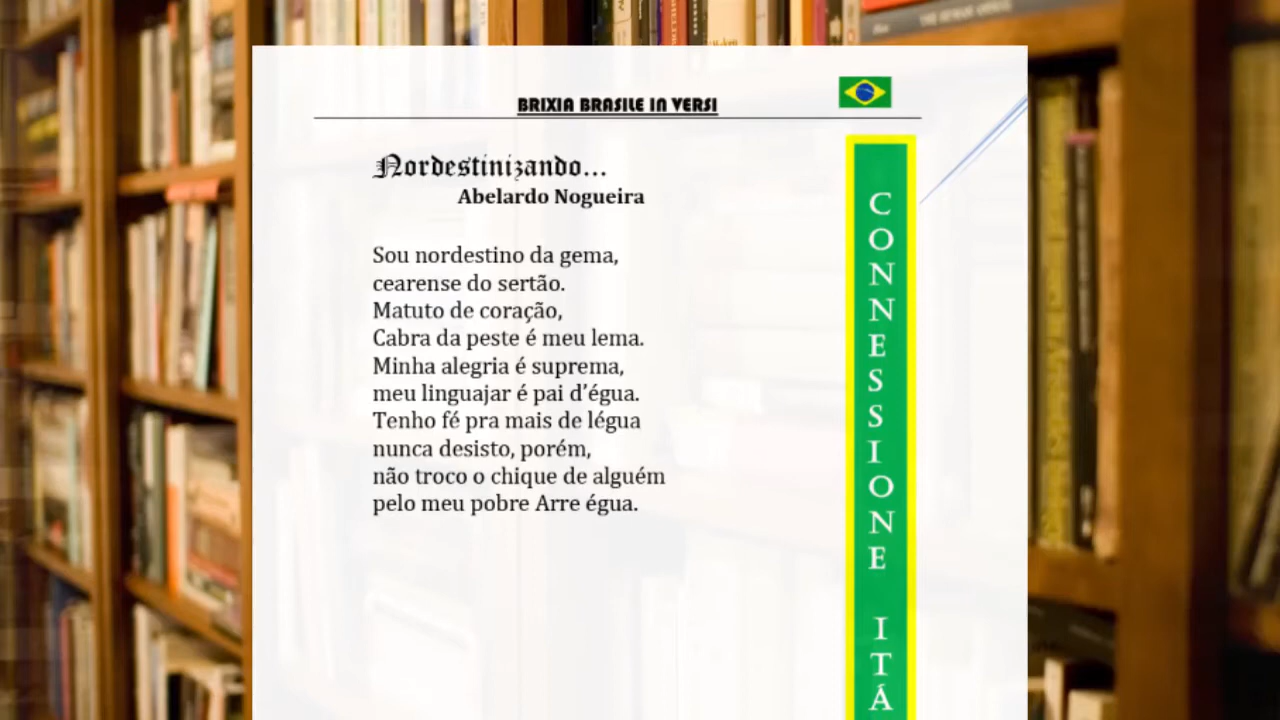 BRIXIA BRASILE IN VERSI
Nordestinizando...
Abelardo Nogueira
Sou nordestino da gema,
cearense do sertão.
Matuto de coração,
Cabra da peste é meu lema.
Minha alegria é suprema,
meu linguajar é pai d’égua.
Tenho fé pra mais de légua
nunca desisto, porém,
não troco o chique de alguém
pelo meu pobre Arre égua.
CONNESSIONE ITÁ